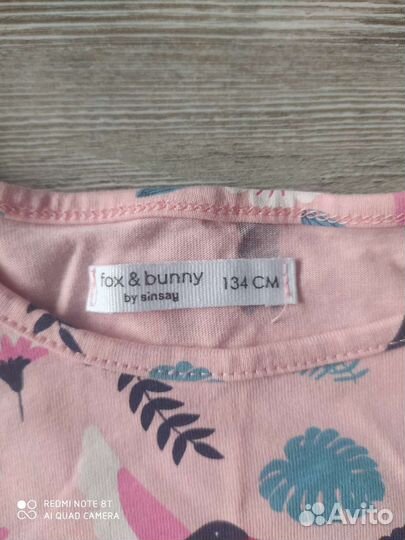 fox & bunny
by sinsay
134 CM
REDMI NOTE 8T
AI QUAD CAMERA
Avito